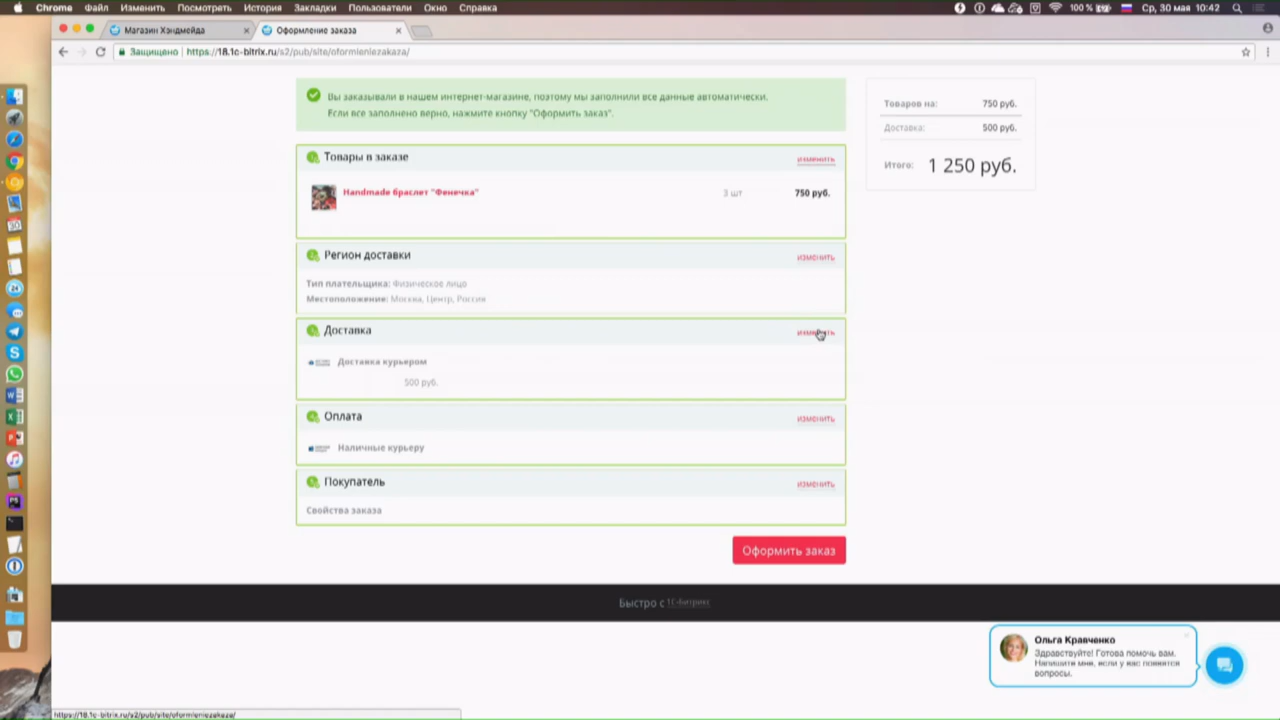 Chrome Файл Изменить Посмотреть История Закладки Пользователи Окно Справка
100 % Ср, 30 мая 10:42
Магазин Хэндмейда
Оформление заказа
Защищено https://18.1c-bitrix.ru/s2/pub/site/oformleniezakaza/
Вы заказывали в нашем интернет-магазине, поэтому мы заполнили все данные автоматически.
Если все заполнено верно, нажмите кнопку "Оформить заказ".
Товаров на: 750 руб.
Доставка: 500 руб.
Итого: 1 250 руб.
Товары в заказе изменить
Handmade браслет "Фенечка" 3 шт 750 руб.
Регион доставки изменить
Тип плательщика: Физическое лицо
Местоположение: Москва, Центр, Россия
Доставка изменить
Доставка курьером
500 руб.
Оплата изменить
Наличные курьеру
Покупатель изменить
Свойства заказа
Оформить заказ
Быстро с 1С-Битрикс
Ольга Кравченко
Здравствуйте! Готова помочь вам.
Напишите мне, если у вас появятся
вопросы.
https://18.1c-bitrix.ru/s2/pub/site/oformleniezakaza/